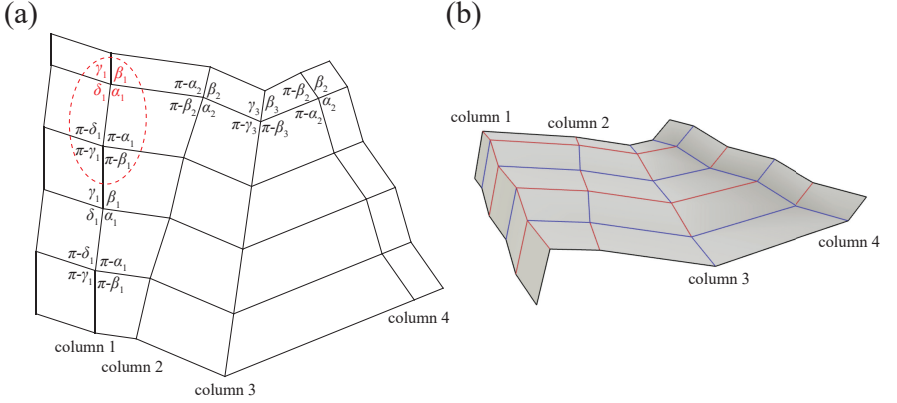 (a)
(b)
γ1 β1
δ1 α1
π-α2 β2
π-β2 α2
γ3 β3
π-γ3 π-β3
π-β2 β2
π-α2 α2
π-δ1 π-α1
π-γ1 π-β1
γ1 β1
δ1 α1
π-δ1 π-α1
π-γ1 π-β1
column 1
column 2
column 3
column 4
column 1
column 2
column 3
column 4